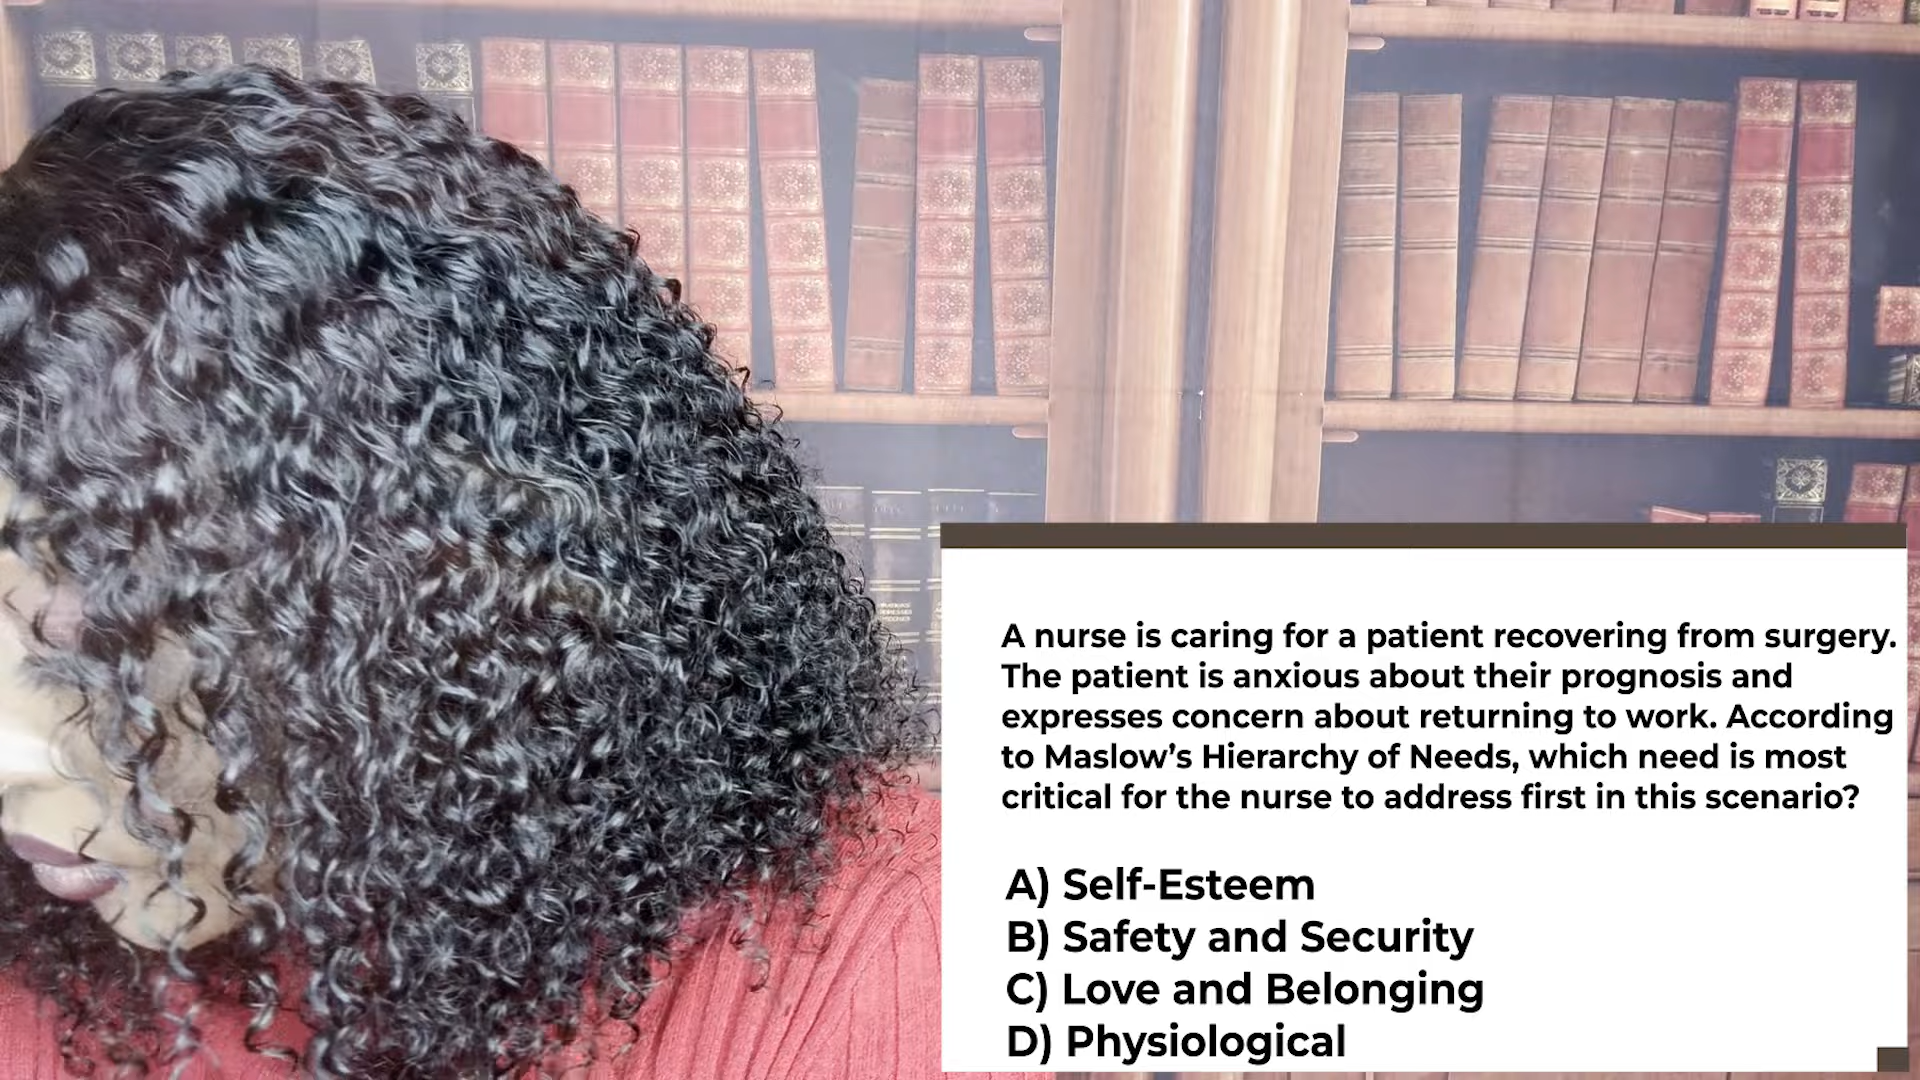 A nurse is caring for a patient recovering from surgery.
The patient is anxious about their prognosis and
expresses concern about returning to work. According
to Maslow’s Hierarchy of Needs, which need is most
critical for the nurse to address first in this scenario?
A) Self-Esteem
B) Safety and Security
C) Love and Belonging
D) Physiological